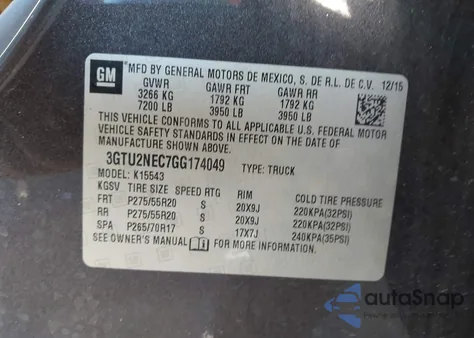 GM
MFD BY GENERAL MOTORS DE MEXICO, S. DE R.L. DE C.V. 12/15
GVWR GAWR FRT GAWR RR
3266 KG 1792 KG 1792 KG
7200 LB 3950 LB 3950 LB
THIS VEHICLE CONFORMS TO ALL APPLICABLE U.S. FEDERAL MOTOR
VEHICLE SAFETY STANDARDS IN EFFECT ON THE DATE OF
MANUFACTURE SHOWN ABOVE.
3GTU2NEC7GG174049 TYPE: TRUCK
MODEL: K15543
KGSV TIRE SIZE SPEED RTG RIM COLD TIRE PRESSURE
FRT P275/55R20 S 20X9J 220KPA(32PSI)
RR P275/55R20 S 20X9J 220KPA(32PSI)
SPA P265/70R17 S 17X7J 240KPA(35PSI)
SEE OWNER'S MANUAL FOR MORE INFORMATION.
autoSnap